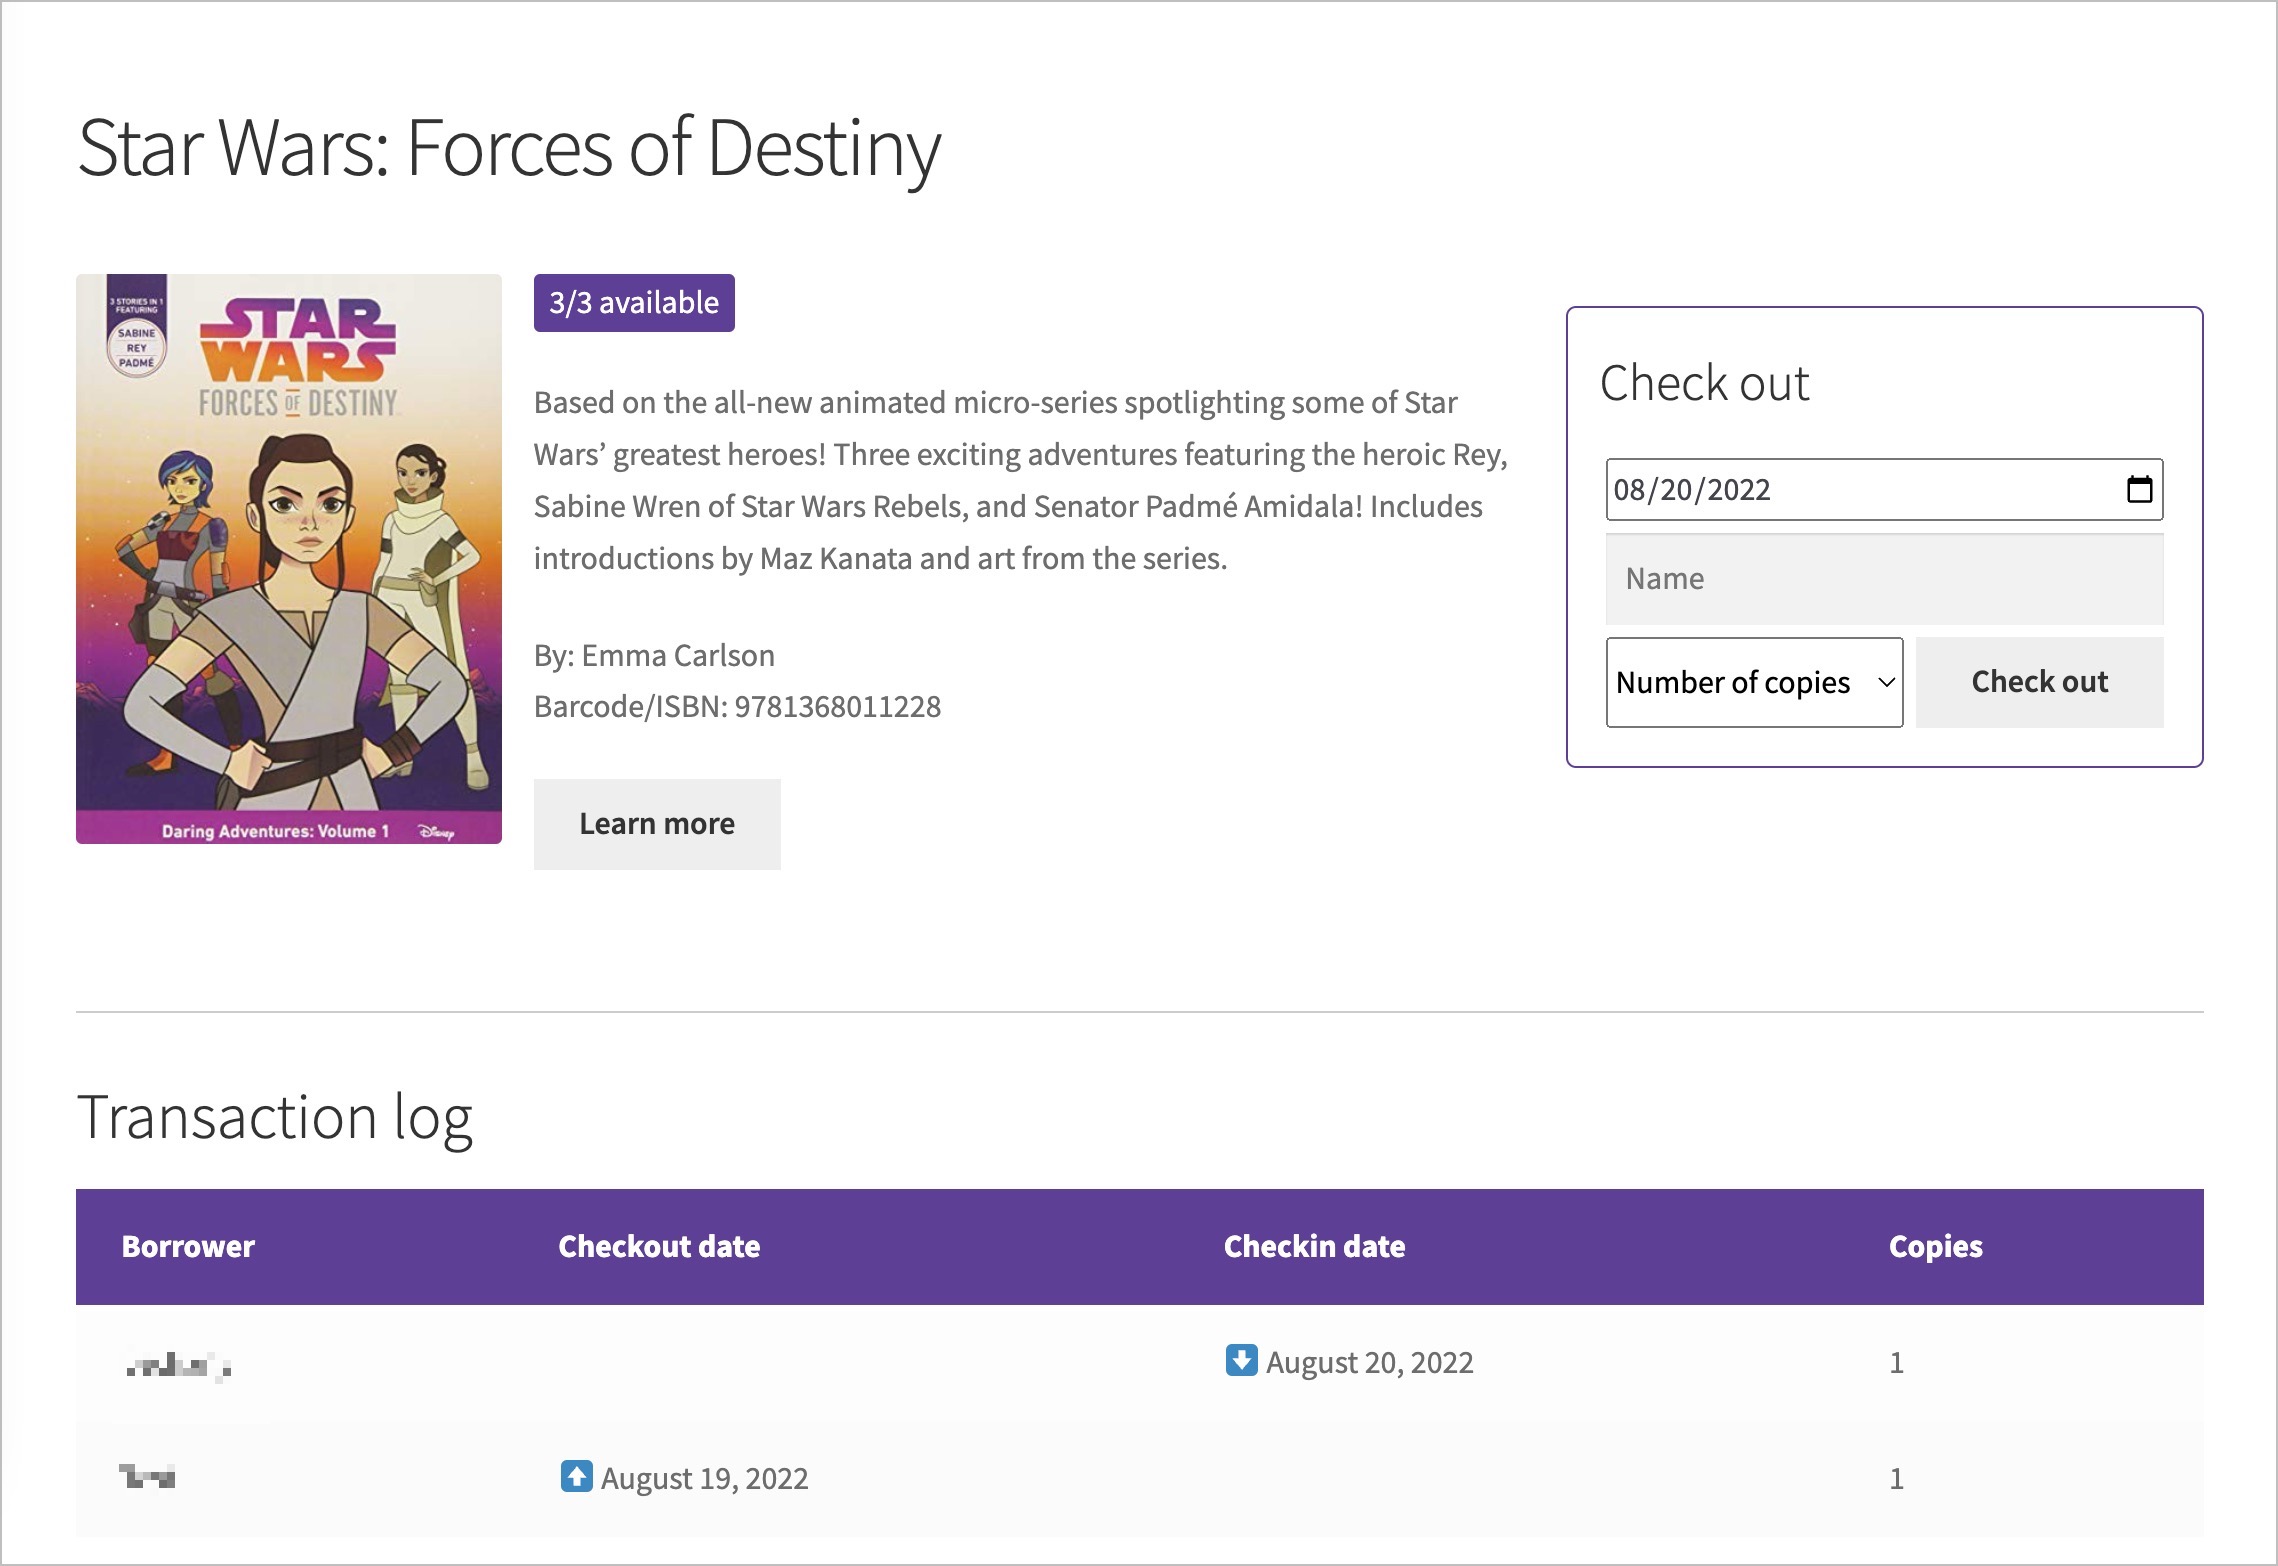 Star Wars: Forces of Destiny
3 STORIES IN 1
FEATURING
SABINE
REY
PADMÉ
STAR
WARS
FORCES OF DESTINY
Daring Adventures: Volume 1 Disney
3/3 available
Based on the all-new animated micro-series spotlighting some of Star
Wars’ greatest heroes! Three exciting adventures featuring the heroic Rey,
Sabine Wren of Star Wars Rebels, and Senator Padmé Amidala! Includes
introductions by Maz Kanata and art from the series.
By: Emma Carlson
Barcode/ISBN: 9781368011228
Learn more
Check out
08/20/2022
Name
Number of copies Check out
Transaction log
Borrower Checkout date Checkin date Copies
August 20, 2022 1
August 19, 2022 1